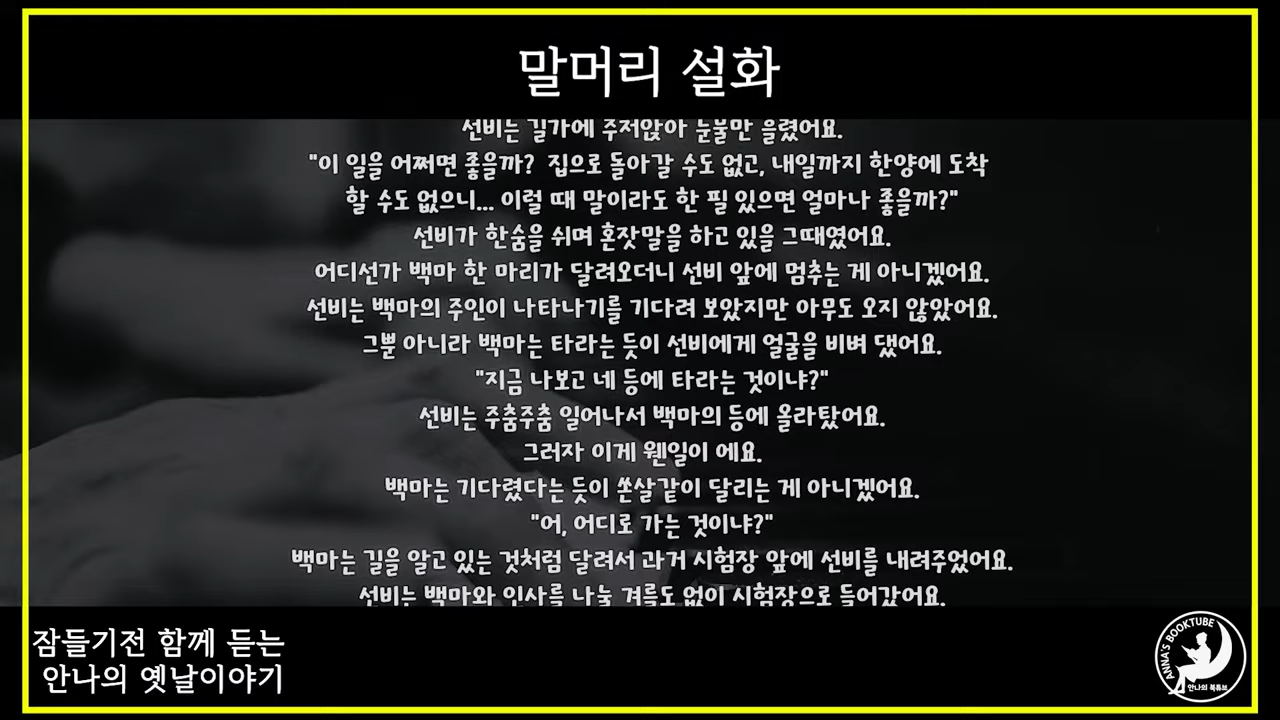 말머리 설화
선비는 길가에 주저앉아 눈물만 흘렸어요.
"이 일을 어쩌면 좋을까? 집으로 돌아갈 수도 없고, 내일까지 한양에 도착
할 수도 없으니... 이럴 때 말이라도 한 필 있으면 얼마나 좋을까?"
선비가 한숨을 쉬며 혼잣말을 하고 있을 그때였어요.
어디선가 백마 한 마리가 달려오더니 선비 앞에 멈추는 게 아니겠어요.
선비는 백마의 주인이 나타나기를 기다려 보았지만 아무도 오지 않았어요.
그뿐 아니라 백마는 타라는 듯이 선비에게 얼굴을 비벼 댔어요.
"지금 나보고 네 등에 타라는 것이냐?"
선비는 주춤주춤 일어나서 백마의 등에 올라탔어요.
그러자 이게 웬일이 에요.
백마는 기다렸다는 듯이 쏜살같이 달리는 게 아니겠어요.
"어, 어디로 가는 것이냐?"
백마는 길을 알고 있는 것처럼 달려서 과거 시험장 앞에 선비를 내려주었어요.
선비는 백마와 인사를 나눌 겨를도 없이 시험장으로 들어갔어요.
잠들기전 함께 듣는
안나의 옛날이야기
ANNA'S BOOKTUBE
안나의 북튜브